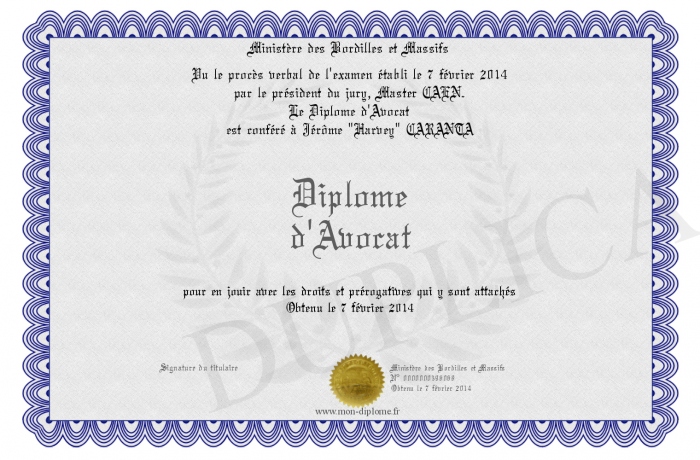 Ministère des Bordilles et Massifs
Vu le procès verbal de l'examen établi le 7 février 2014
par le président du jury, Master CAEN.
Le Diplome d'Avocat
est conféré à Jérôme "Harvey" CARANTA
Diplome
d'Avocat
DUPLICA
pour en jouir avec les droits et prérogatives qui y sont attachés
Obtenu le 7 février 2014
Signature du titulaire
Ministère des Bordilles et Massifs
Obtenu le 7 février 2014
www.mon-diplome.fr